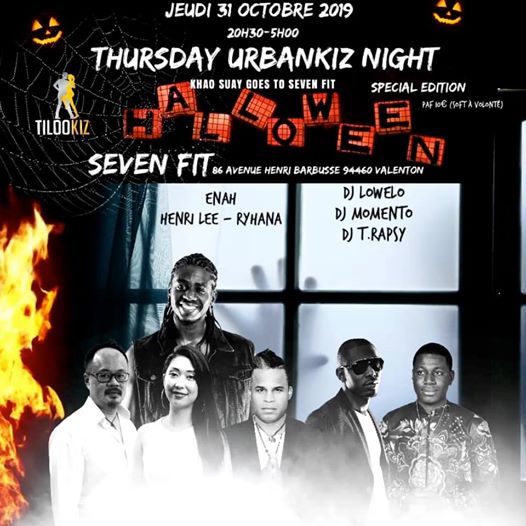 JEUDI 31 OCTOBRE 2019
20H30-5H00
THURSDAY URBANKIZ NIGHT
KHAO SUAY GOES TO SEVEN FIT
SPECIAL EDITION
PAF 10€ (SOFT À VOLONTÉ)
TILOOKIZ
HALLOWEEN
SEVEN FIT 86 AVENUE HENRI BARBUSSE 94460 VALENTON
ENAH
HENRI LEE - RYHANA
DJ LOWELO
DJ MOMENTO
DJ T.RAPSY